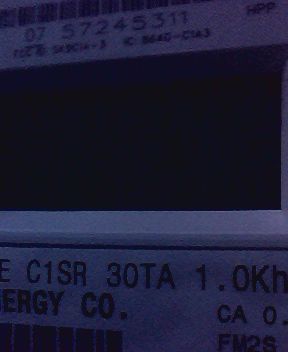 07 57245311
HPP
E C1SR 30TA 1.0Kh
ERGY CO.
CA 0.
FM2S